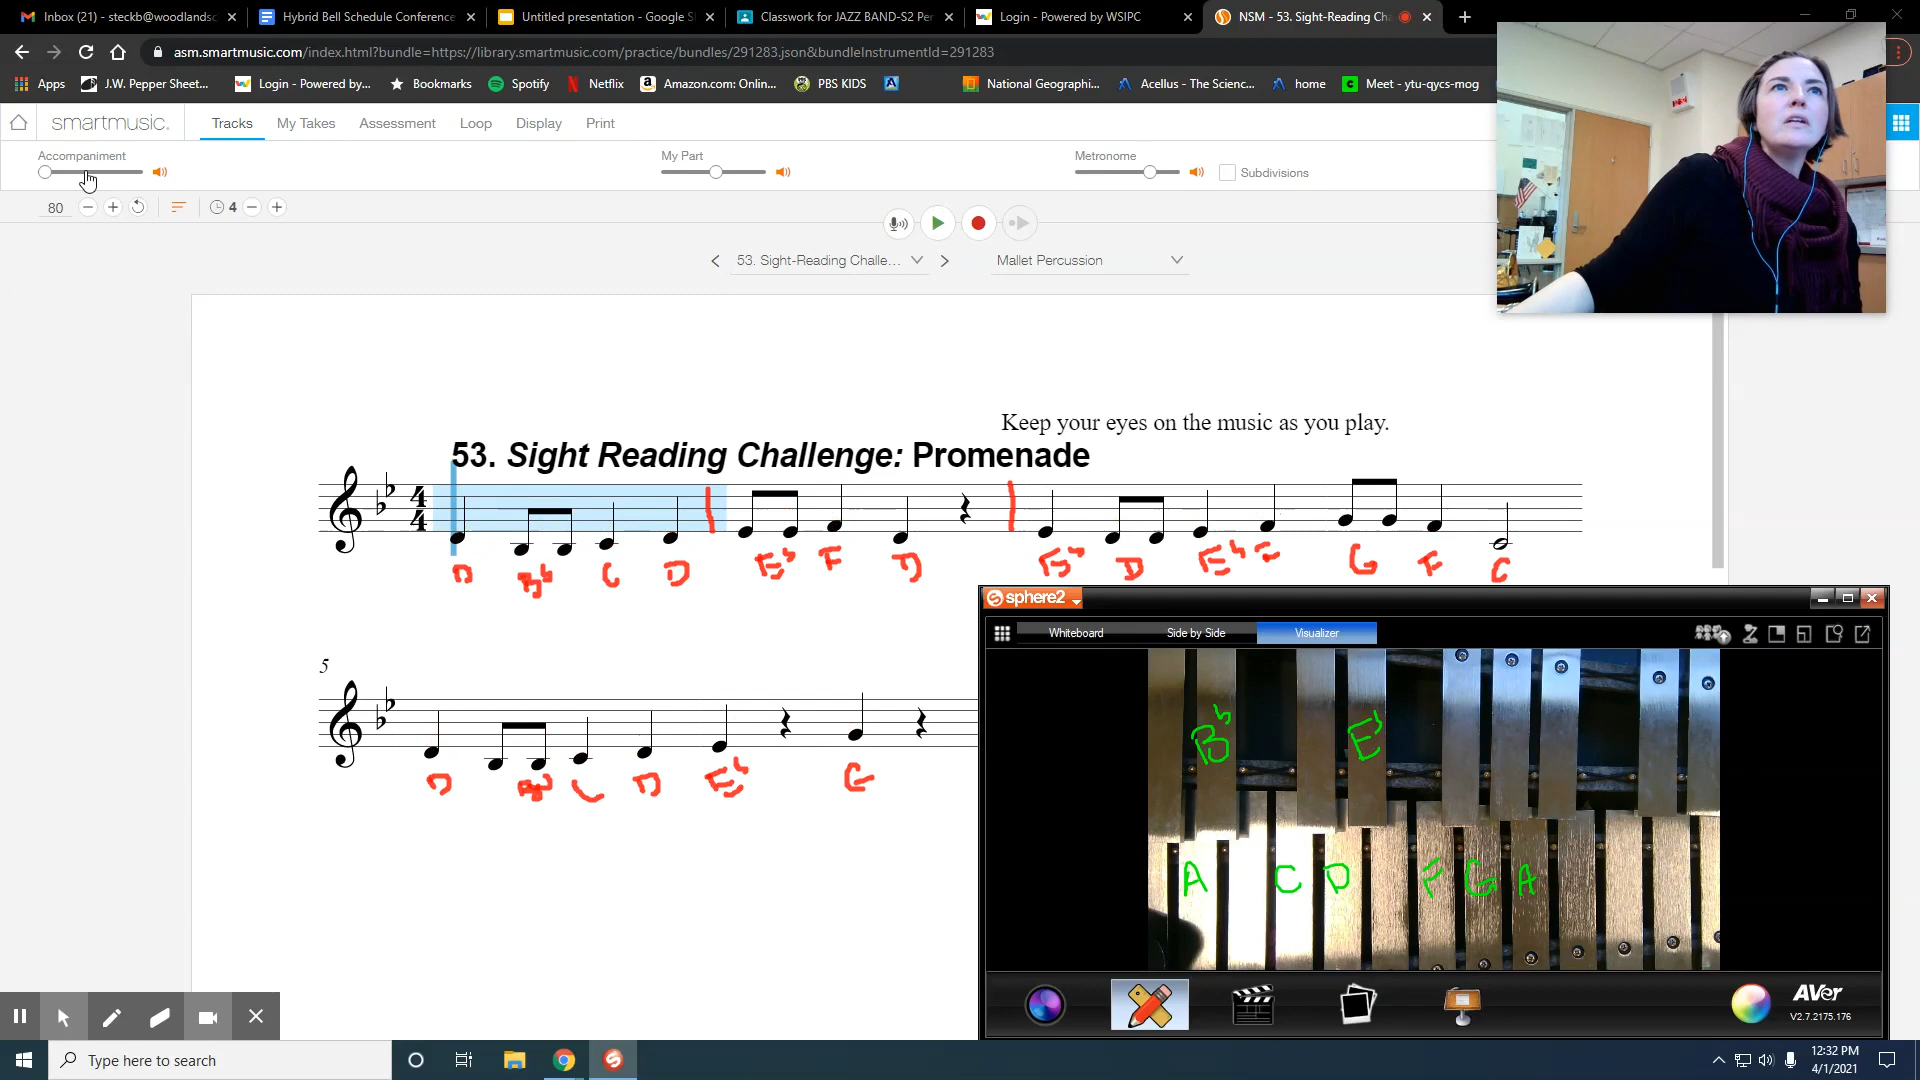 Inbox (21) - steckb@woodlandsc
Hybrid Bell Schedule Conference
Untitled presentation - Google S
Classwork for JAZZ BAND-S2 Per
Login - Powered by WSIPC
NSM - 53. Sight-Reading Cha
asm.smartmusic.com/index.html?bundle=https://library.smartmusic.com/practice/bundles/291283.json&bundleInstrumentId=291283
Apps
J.W. Pepper Sheet...
Login - Powered by...
Bookmarks
Spotify
Netflix
Amazon.com: Onlin...
PBS KIDS
National Geographi...
Acellus - The Scienc...
home
Meet - ytu-qycs-mog
smartmusic.
Tracks
My Takes
Assessment
Loop
Display
Print
Accompaniment
My Part
Metronome
Subdivisions
80
4
53. Sight-Reading Challe...
Mallet Percussion
Keep your eyes on the music as you play.
53. Sight Reading Challenge: Promenade
4
4
D B♭ C D E♭ F D E♭ D E♭ F G F C
5
D B♭ C D E♭ G
sphere2
Whiteboard
Side by Side
Visualizer
B♭ E♭
A C D F G A
AVer
V2.7.2175.176
Type here to search
12:32 PM
4/1/2021